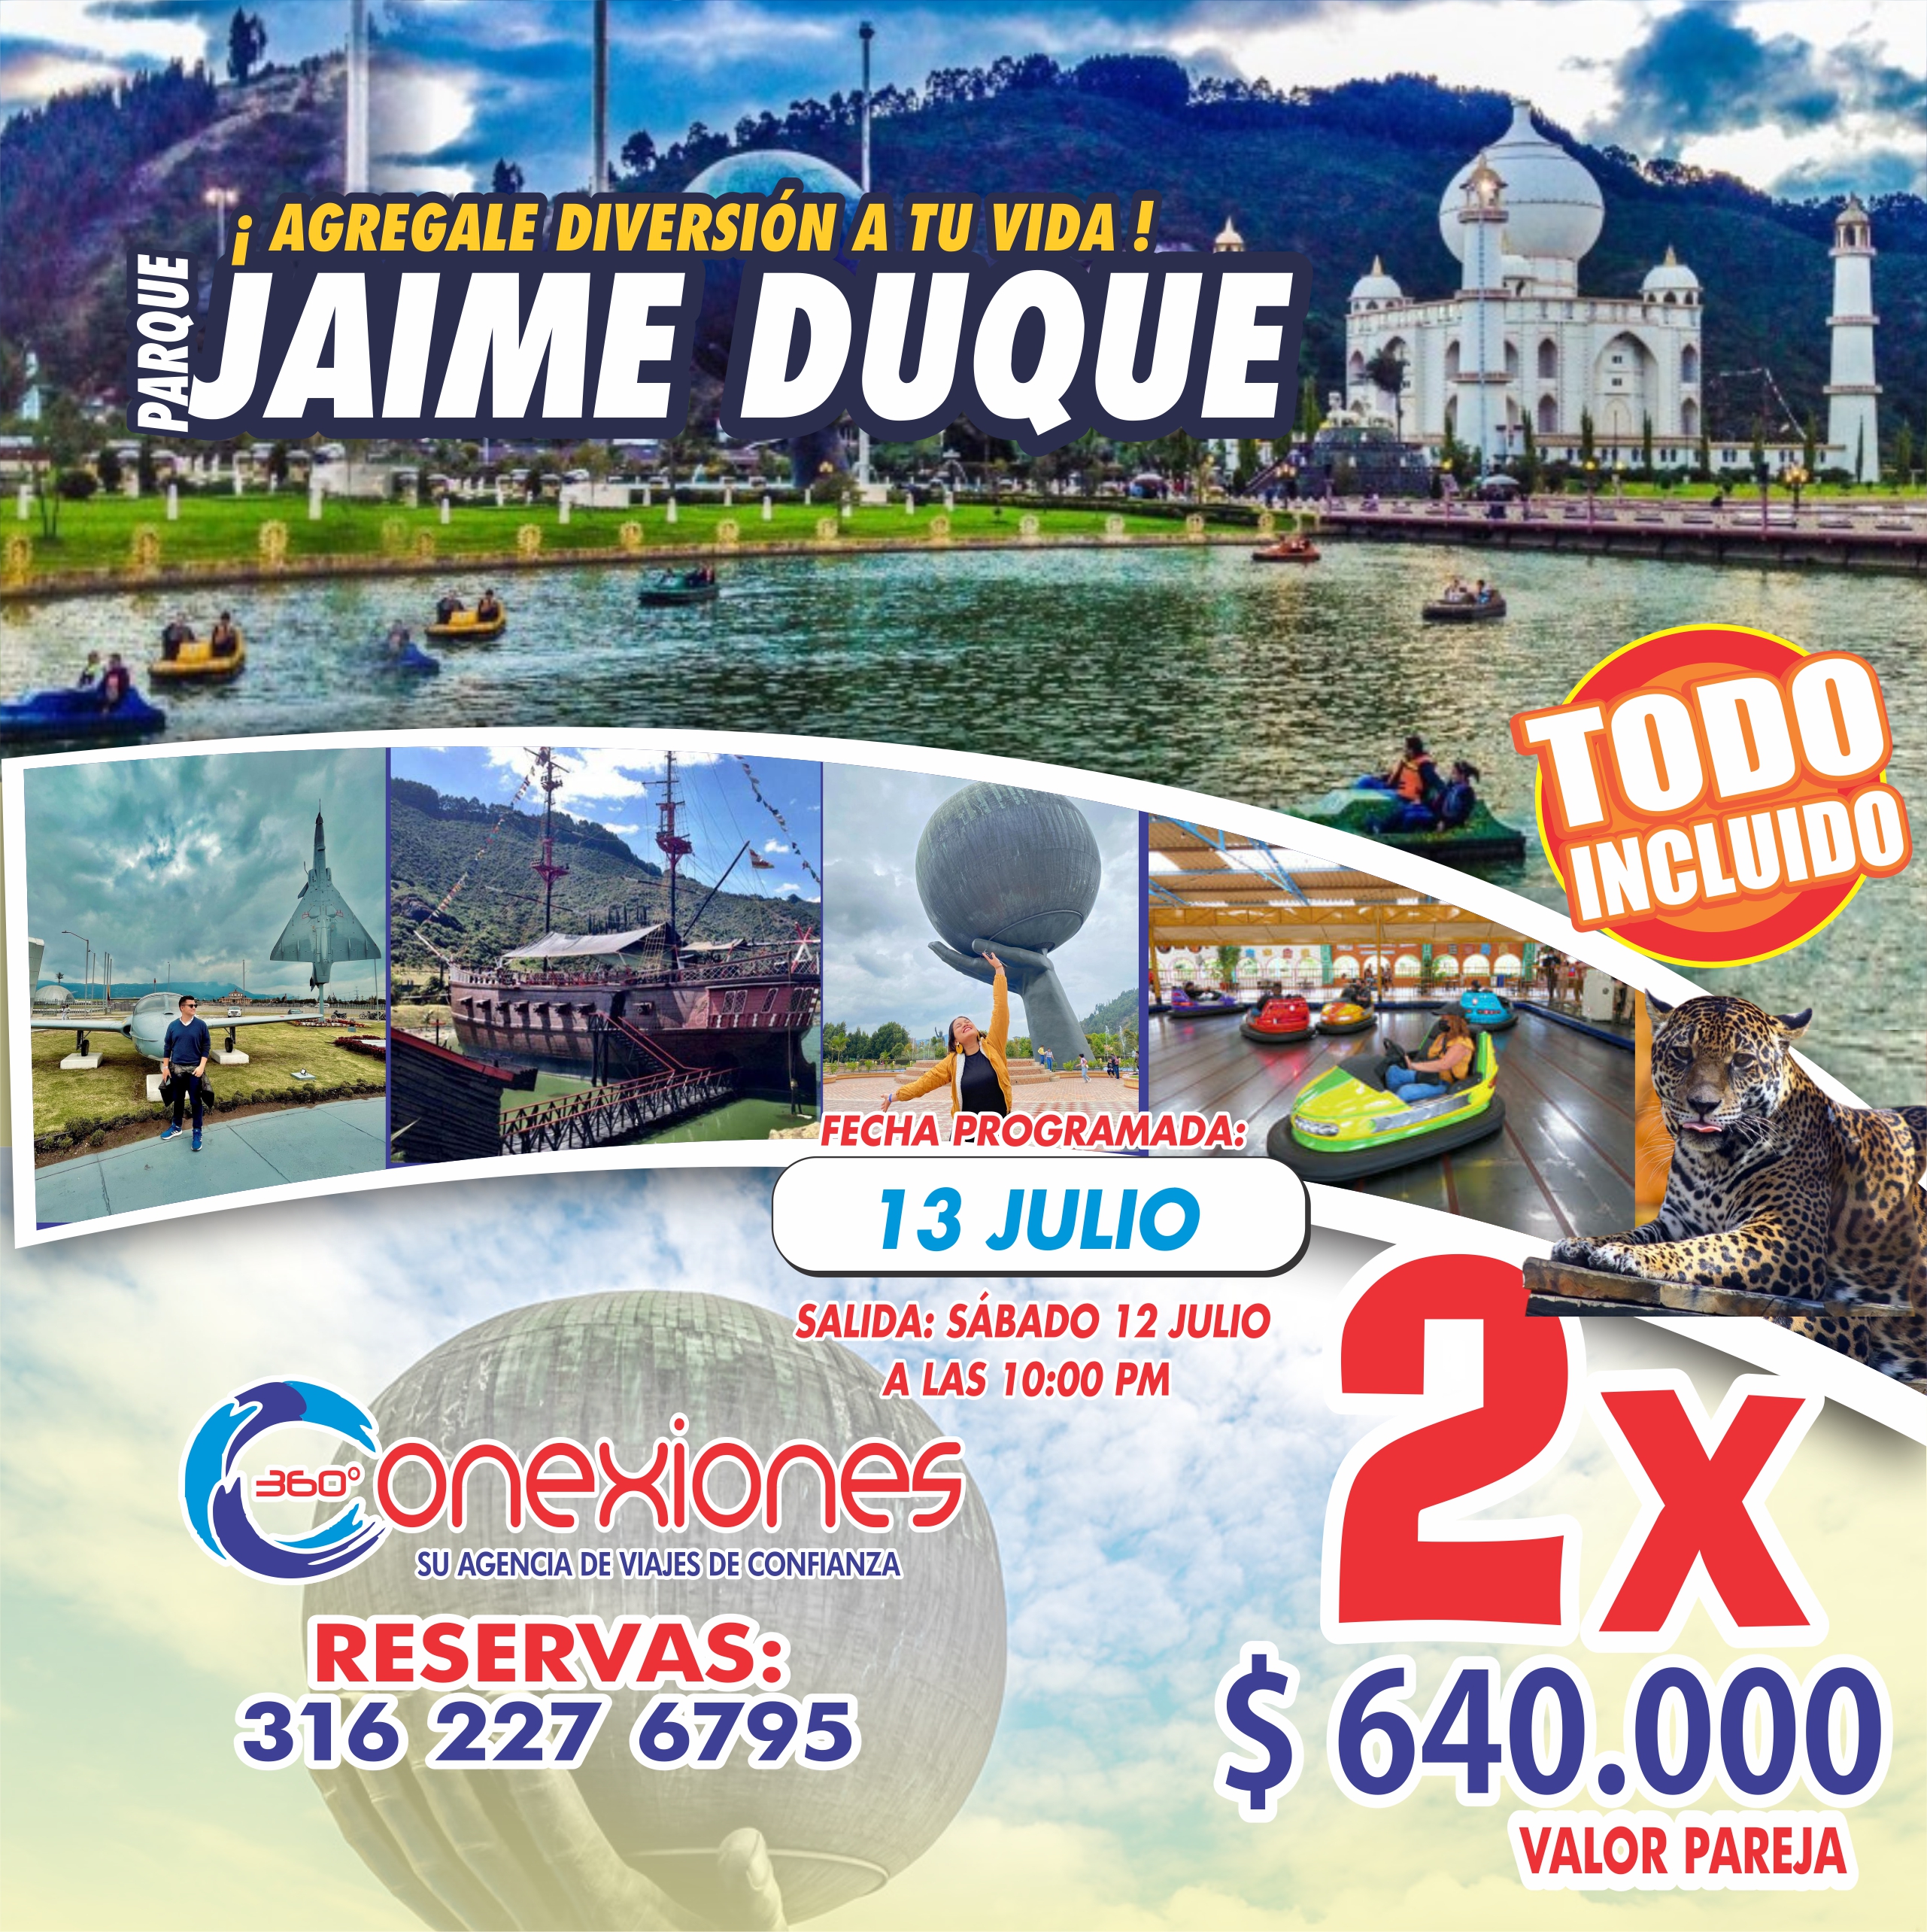 ¡ AGREGALE DIVERSIÓN A TU VIDA !
PARQUE
JAIME DUQUE
TODO
INCLUIDO
FECHA PROGRAMADA:
13 JULIO
SALIDA: SÁBADO 12 JULIO
A LAS 10:00 PM
2x
$ 640.000
VALOR PAREJA
360° Conexiones
SU AGENCIA DE VIAJES DE CONFIANZA
RESERVAS:
316 227 6795